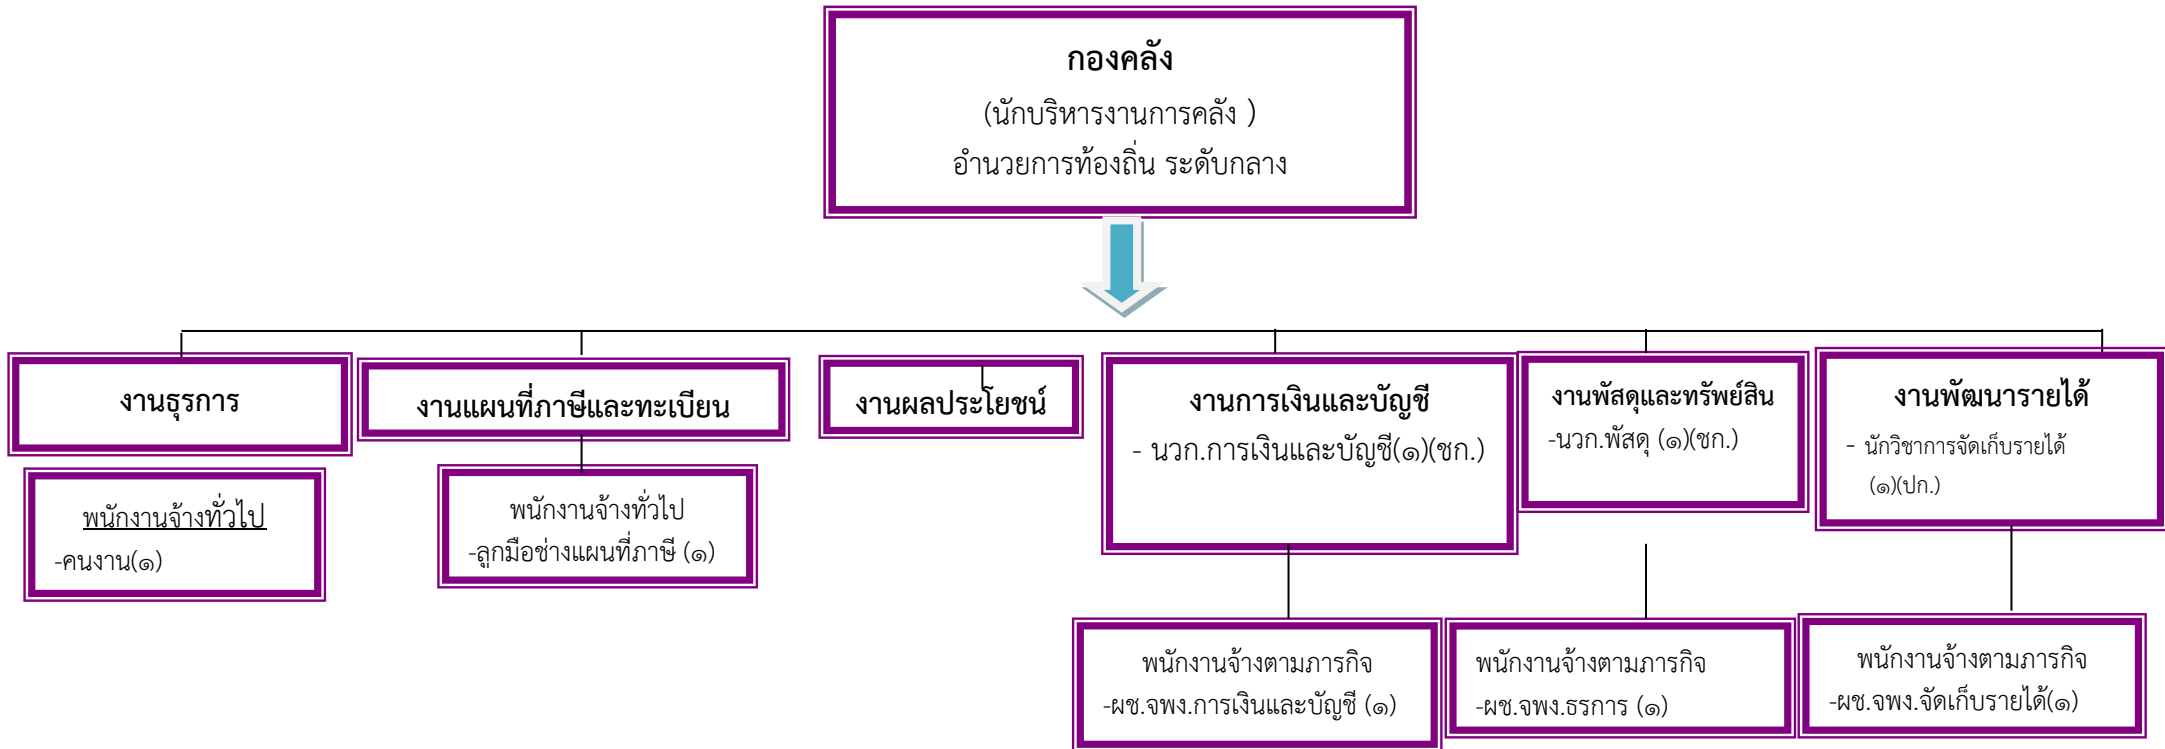 กองคลัง
(นักบริหารงานการคลัง )
อำนวยการท้องถิ่น ระดับกลาง
งานธุรการ
งานแผนที่ภาษีและทะเบียน
งานผลประโยชน์
งานการเงินและบัญชี
- นวก.การเงินและบัญชี(๑)(ชก.)
งานพัสดุและทรัพย์สิน
-นวก.พัสดุ (๑)(ชก.)
งานพัฒนารายได้
- นักวิชาการจัดเก็บรายได้
(๑)(ปก.)
พนักงานจ้างทั่วไป
-คนงาน(๑)
พนักงานจ้างทั่วไป
-ลูกมือช่างแผนที่ภาษี (๑)
พนักงานจ้างตามภารกิจ
-ผช.จพง.การเงินและบัญชี (๑)
พนักงานจ้างตามภารกิจ
-ผช.จพง.ธรการ (๑)
พนักงานจ้างตามภารกิจ
-ผช.จพง.จัดเก็บรายได้(๑)